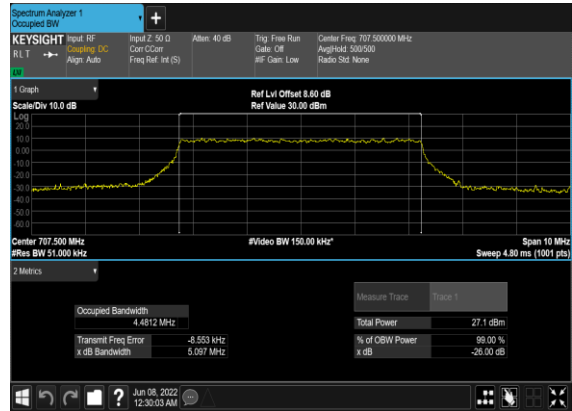 Spectrum Analyzer 1
Occupied BW
+
KEYSIGHT Input: RF Input Z: 50 Ω Atten: 40 dB Trig: Free Run Center Freq: 707.500000 MHz
RLT Coupling: DC Corr CCorr Gate: Off Avg|Hold: 500/500
Align: Auto Freq Ref: Int (S) #IF Gain: Low Radio Std: None
1 Graph
Scale/Div 10.0 dB
Ref Lvl Offset 8.60 dB
Ref Value 30.00 dBm
Log
20.0
10.0
0.00
-10.0
-20.0
-30.0
-40.0
-50.0
-60.0
Center 707.500 MHz #Video BW 150.00 kHz* Span 10 MHz
#Res BW 51.000 kHz Sweep 4.80 ms (1001 pts)
2 Metrics
Measure Trace Trace 1
Occupied Bandwidth
4.4812 MHz
Total Power 27.1 dBm
Transmit Freq Error -8.553 kHz % of OBW Power 99.00 %
x dB Bandwidth 5.097 MHz x dB -26.00 dB
?
Jun 08, 2022
12:30:03 AM